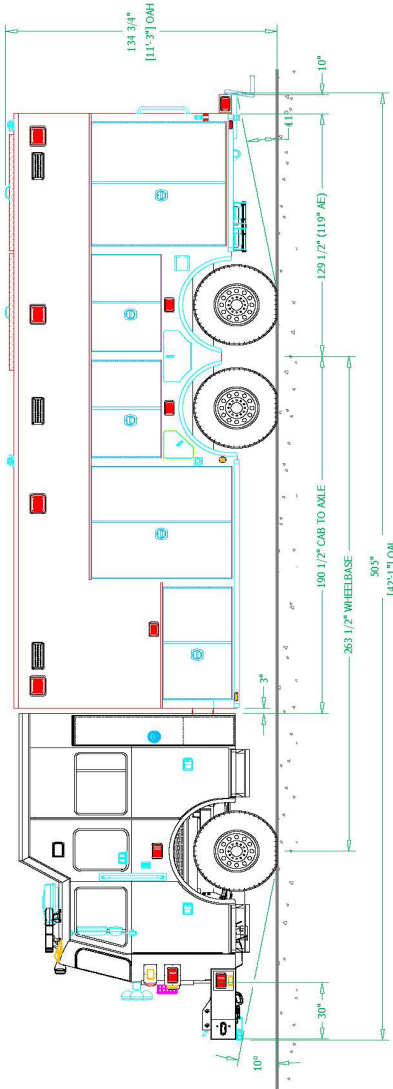 134 3/4"
[11'-3"] OAH
10"
11°
129 1/2" (119" AE)
190 1/2" CAB TO AXLE
263 1/2" WHEELBASE
505"
[42'-1"] OAL
3"
30"
10°